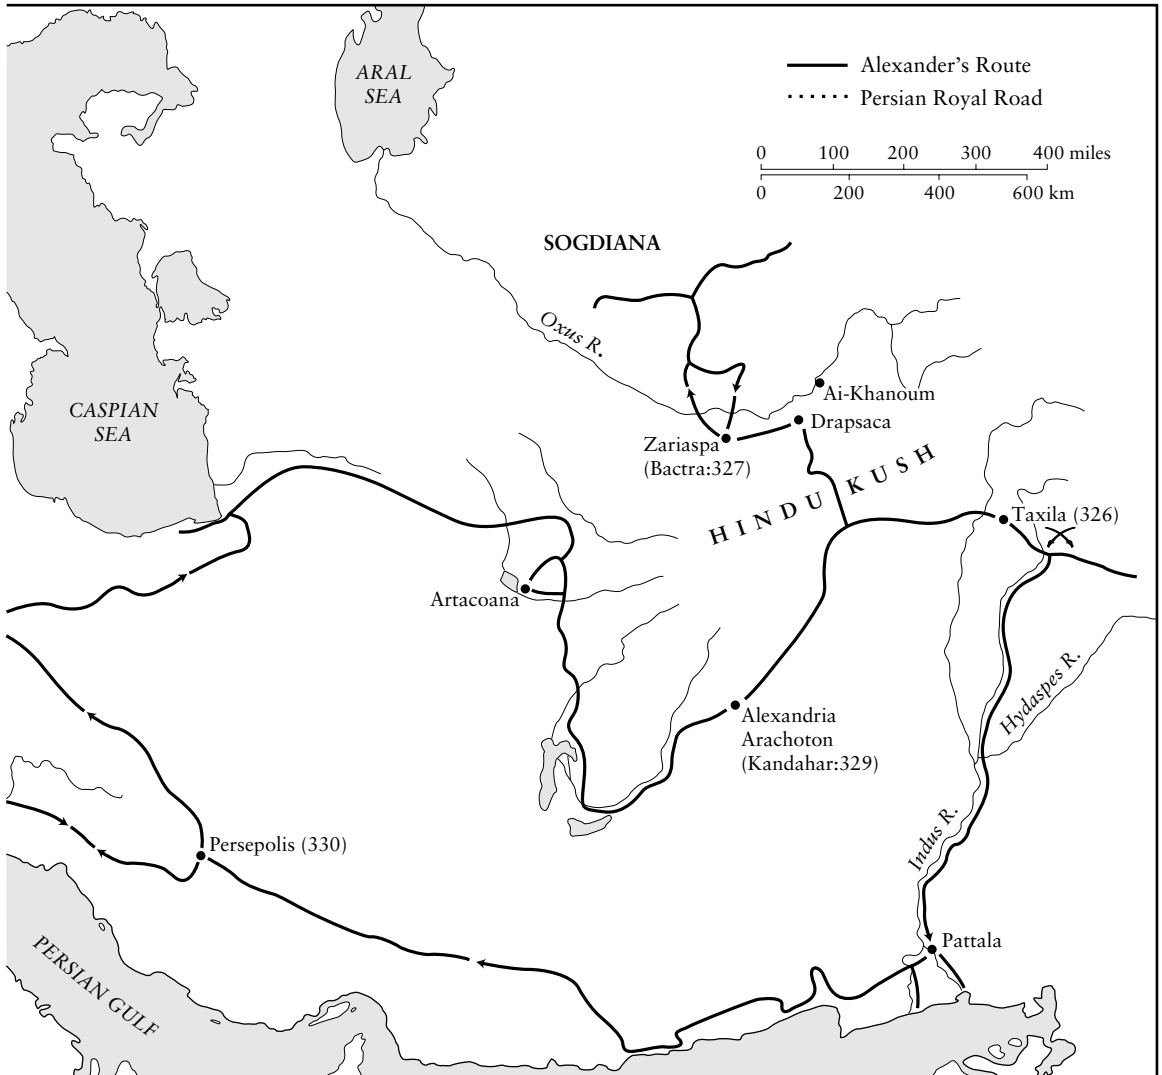 ARAL
SEA
Alexander's Route
Persian Royal Road
0 100 200 300 400 miles
0 200 400 600 km
SOGDIANA
Oxus R.
CASPIAN
SEA
Ai-Khanoum
Drapsaca
Zariaspa
(Bactra:327)
HINDU KUSH
Taxila (326)
Artacoana
Hydaspes R.
Alexandria
Arachoton
(Kandahar:329)
Indus R.
Persepolis (330)
Pattala
PERSIAN GULF